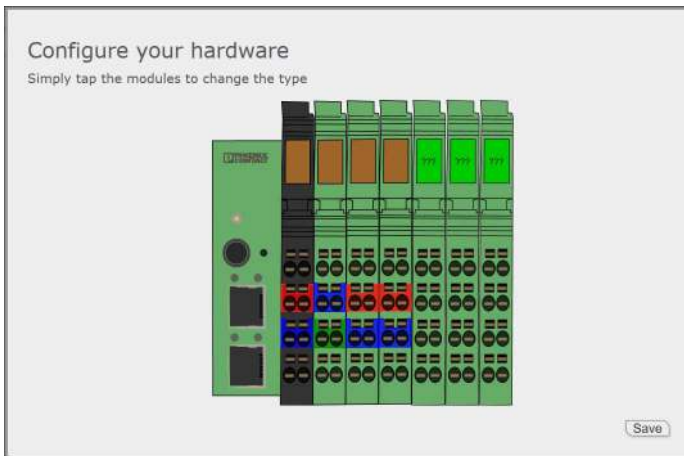 Configure your hardware
Simply tap the modules to change the type
???
???
???
Save